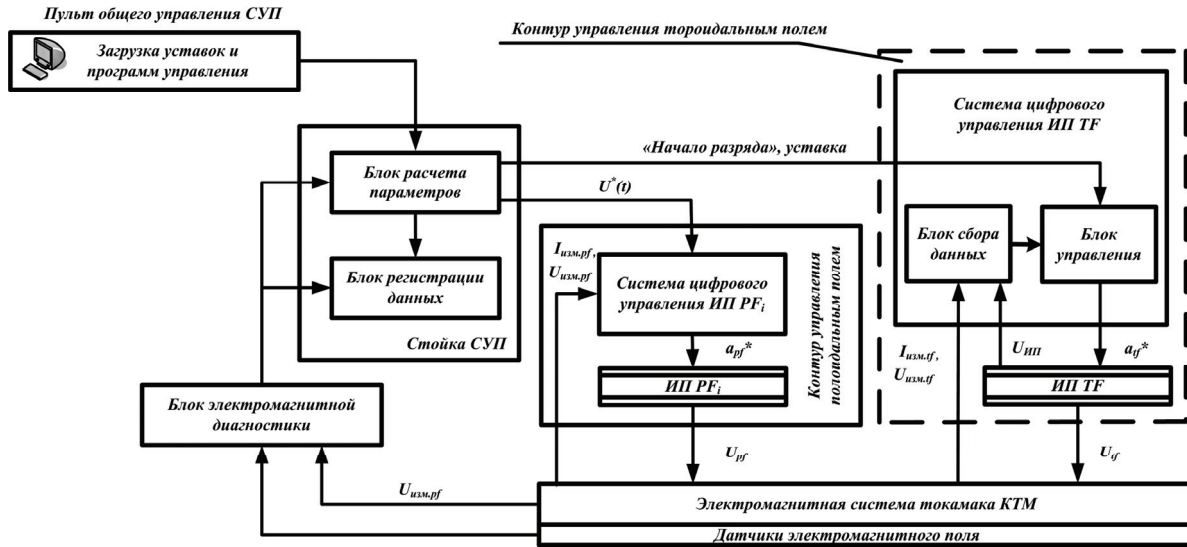 Пульт общего управления СУП
Загрузка уставок и
программ управления
Контур управления тороидальным полем
Система цифрового
управления ИП TF
«Начало разряда», уставка
Блок расчета
параметров
U*(t)
Блок сбора
данных
Блок
управления
Iизм.pf,
Uизм.pf
Система цифрового
управления ИП PFi
Контур управления
полоидальным полем
Блок регистрации
данных
Стойка СУП
apf*
Iизм.tf,
Uизм.tf
UИП
atf*
ИП PFi
ИП TF
Блок электромагнитной
диагностики
Upf
Utf
Uизм.pf
Электромагнитная система токамака КТМ
Датчики электромагнитного поля